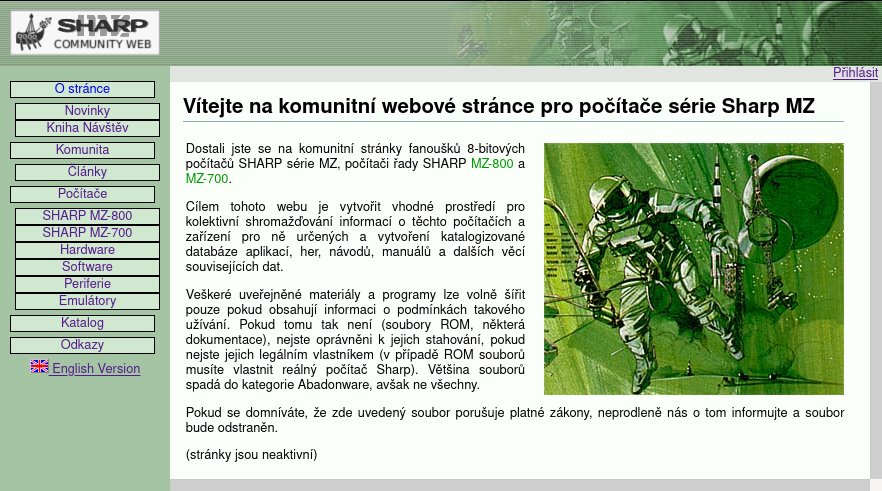 SHARP
COMMUNITY WEB
Přihlásit
O stránce
Novinky
Kniha Návštěv
Komunita
Články
Počítače
SHARP MZ-800
SHARP MZ-700
Hardware
Software
Periferie
Emulátory
Katalog
Odkazy
English Version
Vítejte na komunitní webové stránce pro počítače série Sharp MZ
Dostali jste se na komunitní stránky fanoušků 8-bitových
počítačů SHARP série MZ, počítači řady SHARP MZ-800 a
MZ-700.
Cílem tohoto webu je vytvořit vhodné prostředí pro
kolektivní shromažďování informací o těchto počítačích a
zařízení pro ně určených a vytvoření katalogizované
databáze aplikací, her, návodů, manuálů a dalších věcí
souvisejících dat.
Veškeré uveřejněné materiály a programy lze volně šířit
pouze pokud obsahují informaci o podmínkách takového
užívání. Pokud tomu tak není (soubory ROM, některá
dokumentace), nejste oprávněni k jejich stahování, pokud
nejste jejich legálním vlastníkem (v případě ROM souborů
musíte vlastnit reálný počítač Sharp). Většina souborů
spadá do kategorie Abadonware, avšak ne všechny.
Pokud se domníváte, že zde uvedený soubor porušuje platné zákony, neprodleně nás o tom informujte a soubor
bude odstraněn.
(stránky jsou neaktivní)